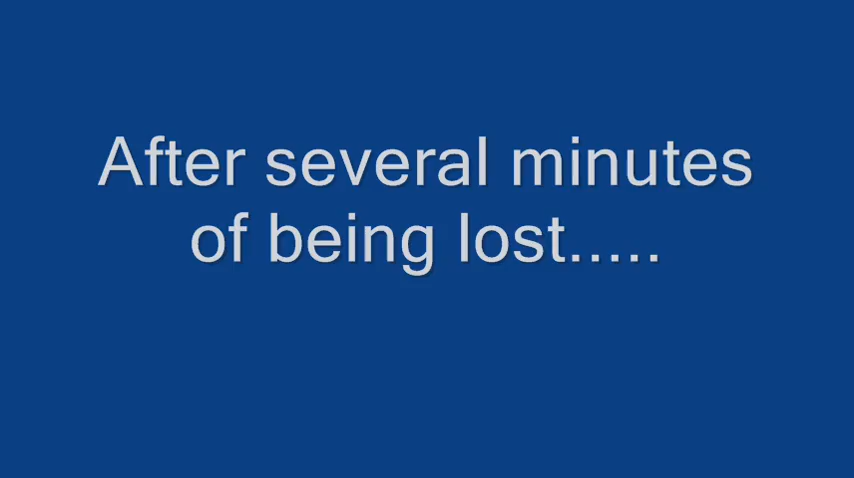 After several minutes
of being lost.....